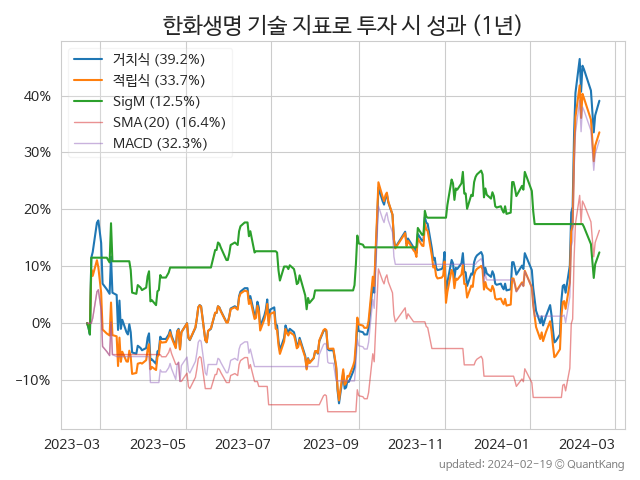 한화생명 기술 지표로 투자 시 성과 (1년)
거치식 (39.2%)
적립식 (33.7%)
SigM (12.5%)
SMA(20) (16.4%)
MACD (32.3%)
40%
30%
20%
10%
0%
−10%
2023-03 2023-05 2023-07 2023-09 2023-11 2024-01 2024-03
updated: 2024-02-19 © QuantKang